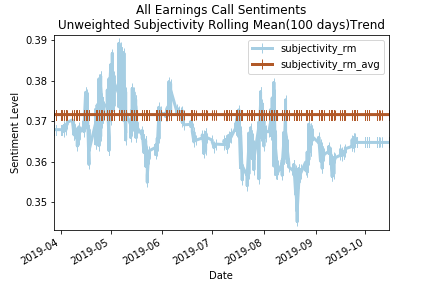 All Earnings Call Sentiments
Unweighted Subjectivity Rolling Mean(100 days)Trend
subjectivity_rm
subjectivity_rm_avg
Sentiment Level
0.39
0.38
0.37
0.36
0.35
2019-04
2019-05
2019-06
2019-07
2019-08
2019-09
2019-10
Date